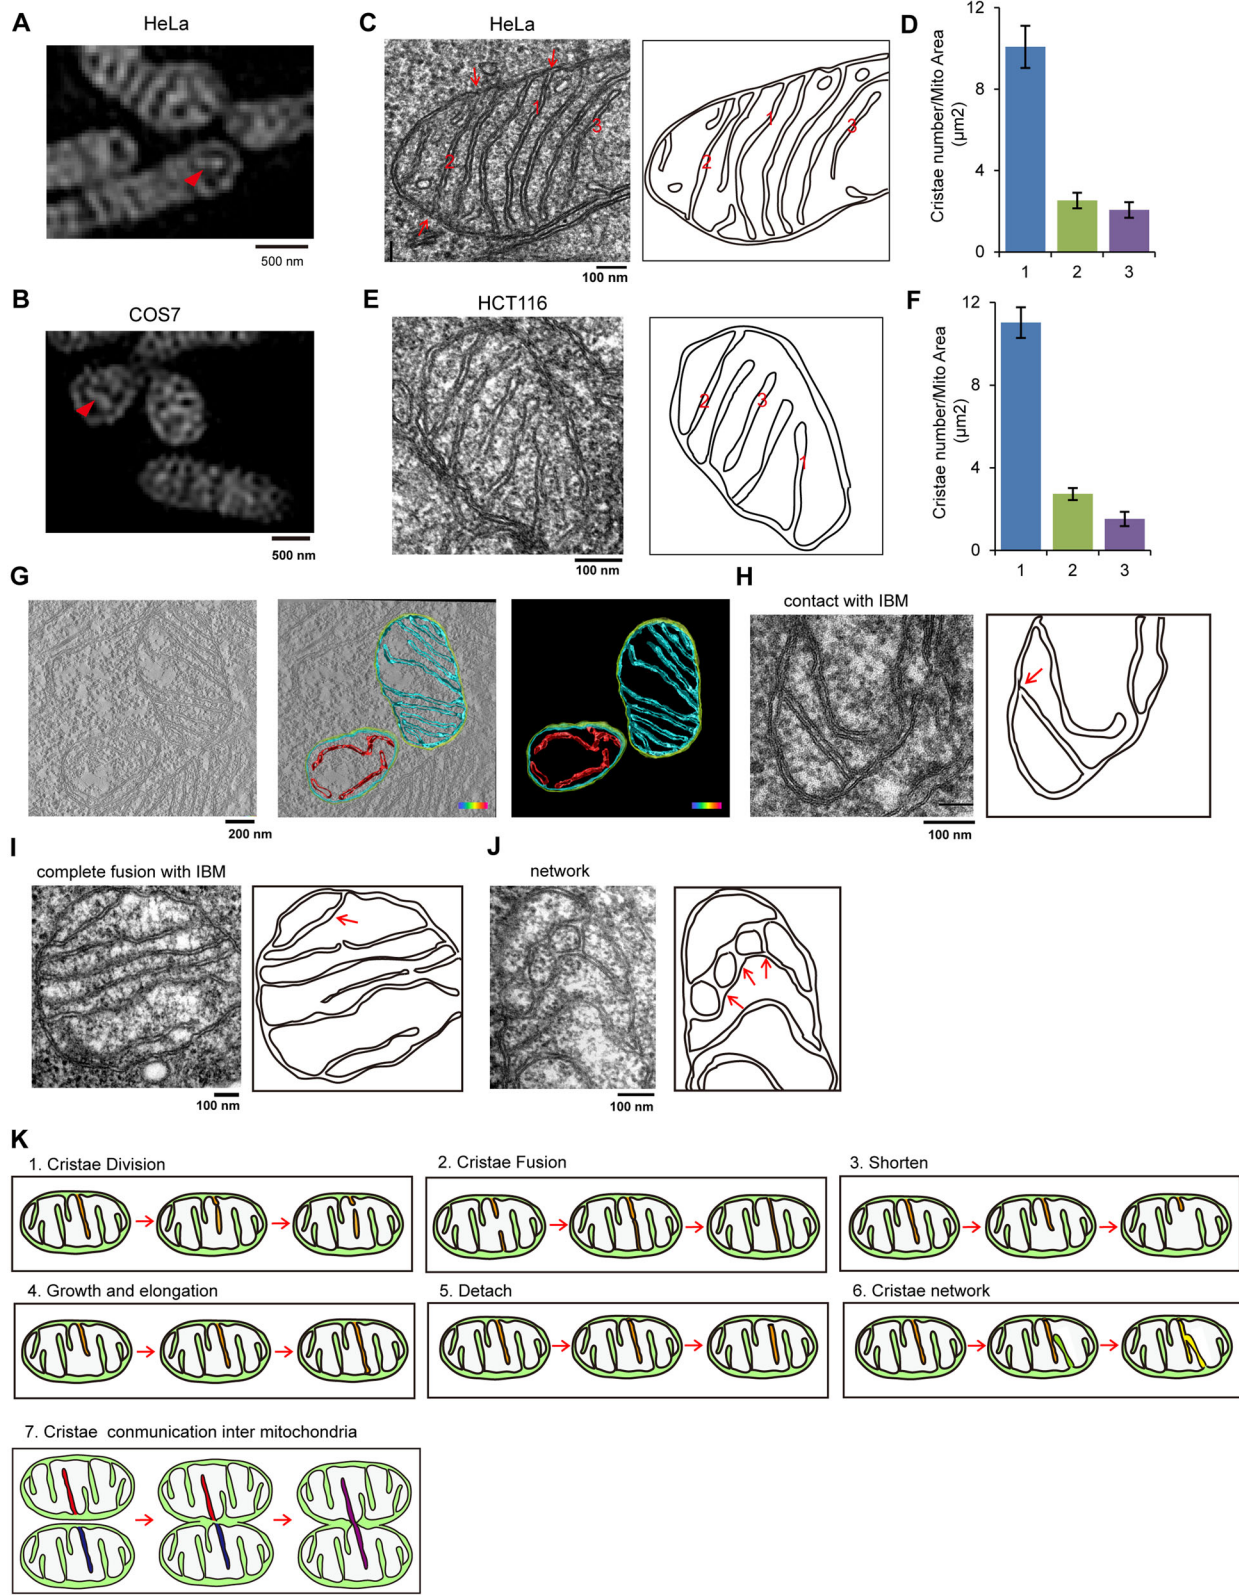 A
HeLa
500 nm
B
COS7
500 nm
C
HeLa
1
2
3
100 nm
1
2
3
D
Cristae number/Mito Area
(µm2)
12
8
4
0
1 2 3
E
HCT116
100 nm
2
3
1
F
Cristae number/Mito Area
(µm2)
12
8
4
0
1 2 3
G
200 nm
H
contact with IBM
100 nm
I
complete fusion with IBM
100 nm
J
network
100 nm
K
1. Cristae Division
2. Cristae Fusion
3. Shorten
4. Growth and elongation
5. Detach
6. Cristae network
7. Cristae conmunication inter mitochondria